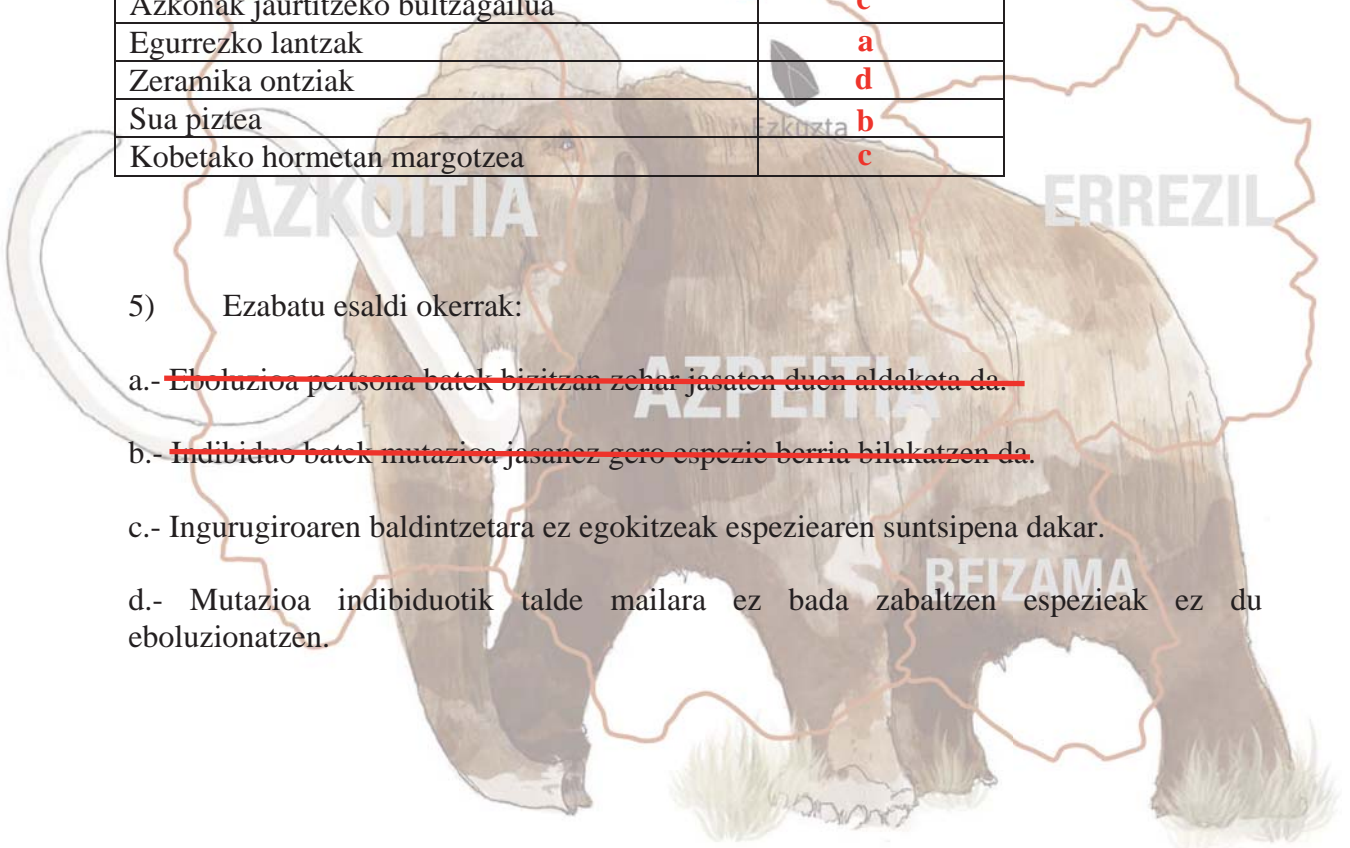 Azkonak jaurtitzeko bultzagailua c
Egurrezko lantzak a
Zeramika ontziak d
Sua piztea b
Ezkuzta
Kobetako hormetan margotzea c
AZKOITIA
ERREZIL
5) Ezabatu esaldi okerrak:
AZPEITIA
a.- Eboluzioa pertsona batek bizitzan zehar jasaten duen aldaketa da.
b.- Indibiduo batek mutazioa jasanez gero espezie berria bilakatzen da.
c.- Ingurugiroaren baldintzetara ez egokitzeak espeziearen suntsipena dakar.
BEIZAMA
d.- Mutazioa indibiduotik talde mailara ez bada zabaltzen espezieak ez du
eboluzionatzen.